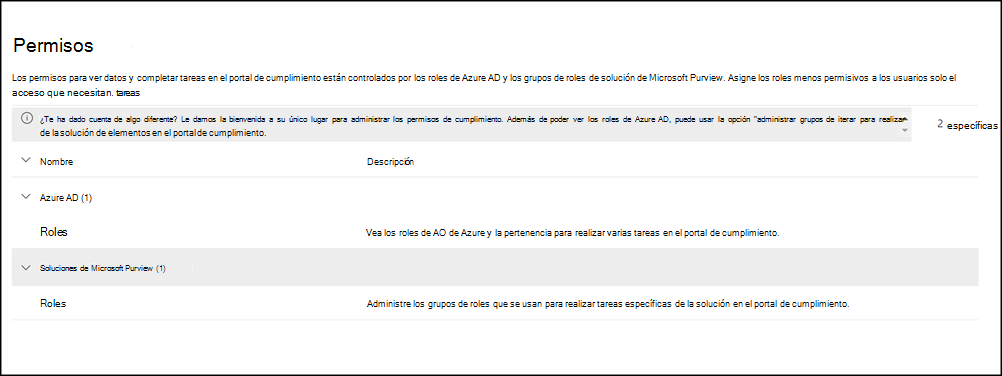 Permisos
Los permisos para ver datos y completar tareas en el portal de cumplimiento están controlados por los roles de Azure AD y los grupos de roles de solución de Microsoft Purview. Asigne los roles menos permisivos a los usuarios solo el
acceso que necesitan. tareas
¿Te ha dado cuenta de algo diferente? Le damos la bienvenida a su único lugar para administrar los permisos de cumplimiento. Además de poder ver los roles de Azure AD, puede usar la opción "administrar grupos de iterar para realizar
de la solución de elementos en el portal de cumplimiento.
2 específicas
Nombre Descripción
Azure AD (1)
Roles Vea los roles de AO de Azure y la pertenencia para realizar varias tareas en el portal de cumplimiento.
Soluciones de Microsoft Purview (1)
Roles Administre los grupos de roles que se usan para realizar tareas específicas de la solución en el portal de cumplimiento.